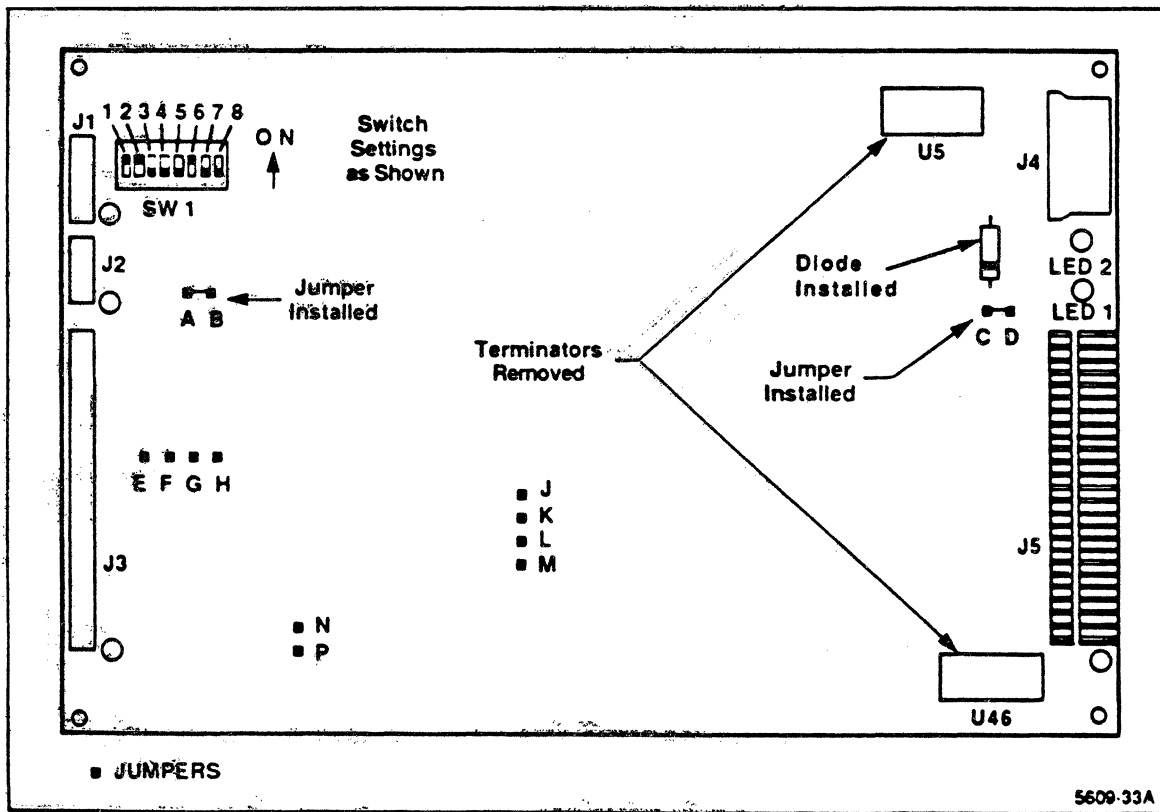 1 2 3 4 5 6 7 8
J1
ON
Switch
Settings
as Shown
SW 1
U5
J4
J2
Jumper
Installed
A B
Diode
Installed
LED 2
LED 1
C D
Terminators
Removed
Jumper
Installed
E F G H
J
K
L
M
J3
J5
N
P
U46
JUMPERS
5609-33A